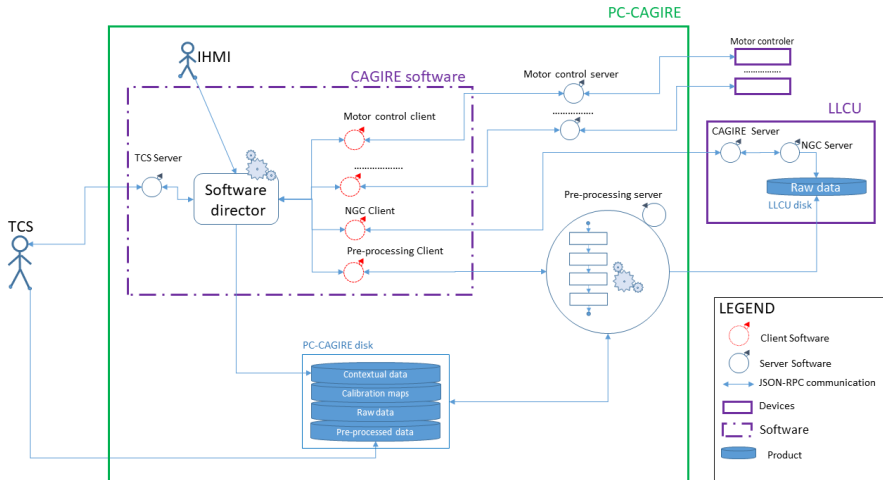 PC-CAGIRE
IHMI
CAGIRE software
Motor control server
Motor controler
................
LLCU
Motor control client
CAGIRE Server
NGC Server
................
TCS Server
....................
Pre-processing server
Raw data
LLCU disk
Software
director
NGC Client
TCS
Pre-processing Client
LEGEND
Client Software
Server Software
JSON-RPC communication
Devices
Software
Product
PC-CAGIRE disk
Contextual data
Calibration maps
Raw data
Pre-processed data